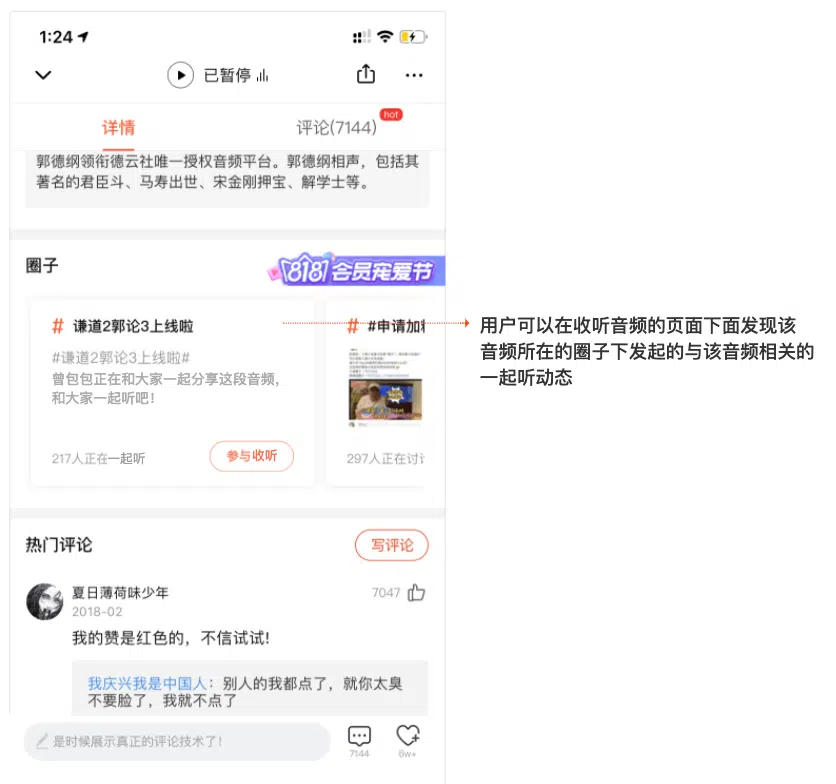 1:24
已暂停
详情
评论(7144)
hot
郭德纲领衔德云社唯一授权音频平台。郭德纲相声，包括其
著名的君臣斗、马寿出世、宋金刚押宝、解学士等。
圈子
818 会员宠爱节
# 谦道2郭论3上线啦
#谦道2郭论3上线啦#
曾包包正在和大家一起分享这段音频，
和大家一起听吧！
217人正在一起听
参与收听
# #申请加精
297人正在讨论
用户可以在收听音频的页面下面发现该
音频所在的圈子下发起的与该音频相关的
一起听动态
热门评论
写评论
夏日薄荷味少年
7047
2018-02
我的赞是红色的，不信试试!
我庆兴我是中国人：别人的我都点了，就你太臭
不要脸了，我就不点了
是时候展示真正的评论技术了!
7144
6w+